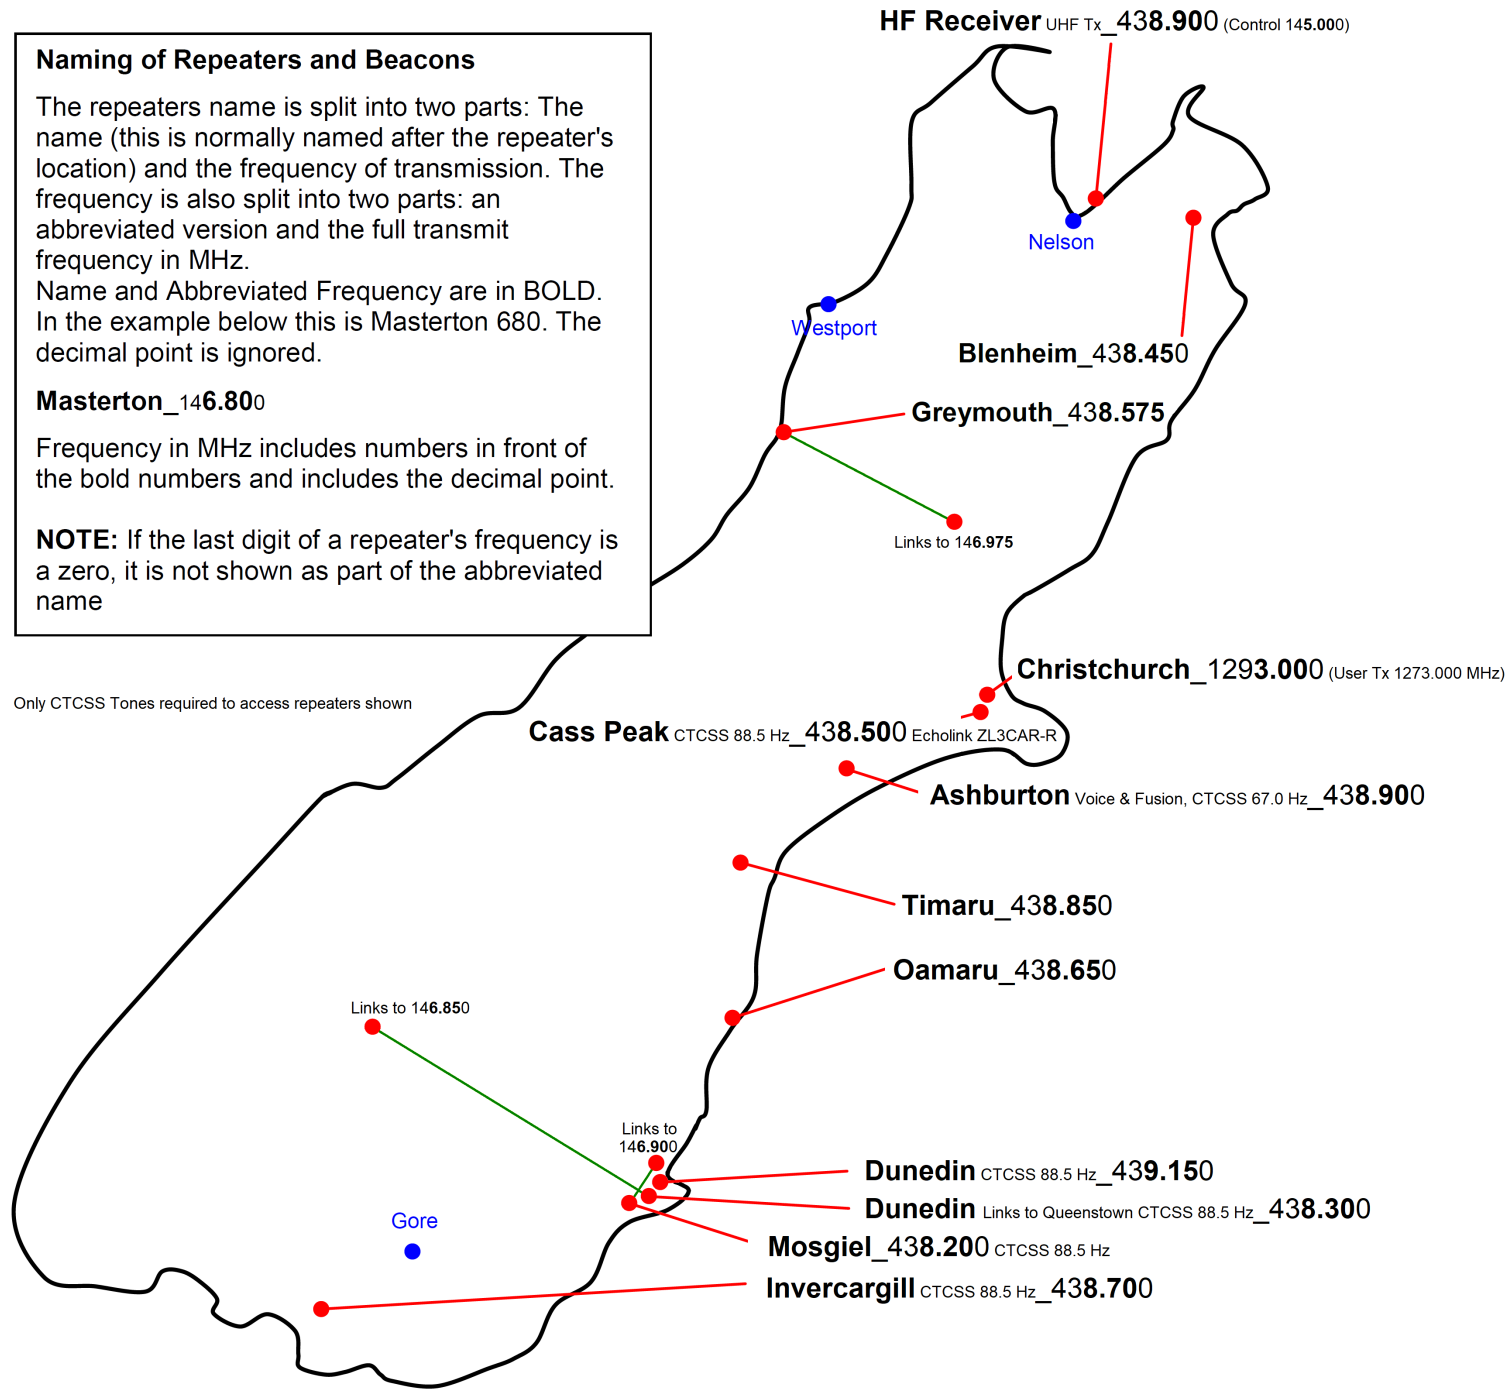 HF Receiver UHF Tx_438.900 (Control 145.000)
Naming of Repeaters and Beacons
The repeaters name is split into two parts: The
name (this is normally named after the repeater's
location) and the frequency of transmission. The
frequency is also split into two parts: an
abbreviated version and the full transmit
frequency in MHz.
Name and Abbreviated Frequency are in BOLD.
In the example below this is Masterton 680. The
decimal point is ignored.
Masterton_146.800
Frequency in MHz includes numbers in front of
the bold numbers and includes the decimal point.
NOTE: If the last digit of a repeater's frequency is
a zero, it is not shown as part of the abbreviated
name
Nelson
Westport
Blenheim_438.450
Greymouth_438.575
Links to 146.975
Christchurch_1293.000 (User Tx 1273.000 MHz)
Only CTCSS Tones required to access repeaters shown
Cass Peak CTCSS 88.5 Hz_438.500 Echolink ZL3CAR-R
Ashburton Voice & Fusion, CTCSS 67.0 Hz_438.900
Timaru_438.850
Oamaru_438.650
Links to 146.850
Links to
146.900
Dunedin CTCSS 88.5 Hz_439.150
Dunedin Links to Queenstown CTCSS 88.5 Hz_438.300
Gore
Mosgiel_438.200 CTCSS 88.5 Hz
Invercargill CTCSS 88.5 Hz_438.700